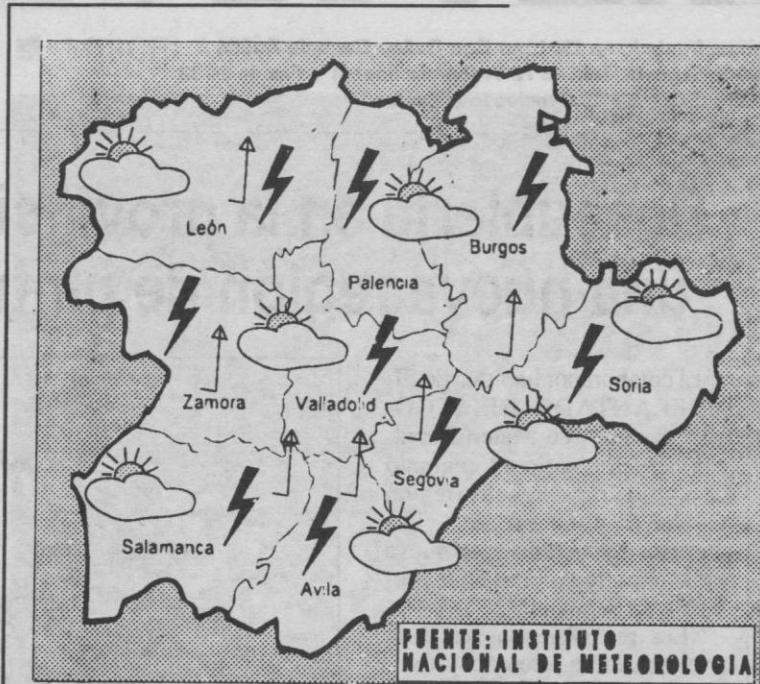 León
Burgos
Palencia
Soria
Zamora
Valladolid
Segovia
Salamanca
Avila
FUENTE: INSTITUTO
NACIONAL DE METEOROLOGIA